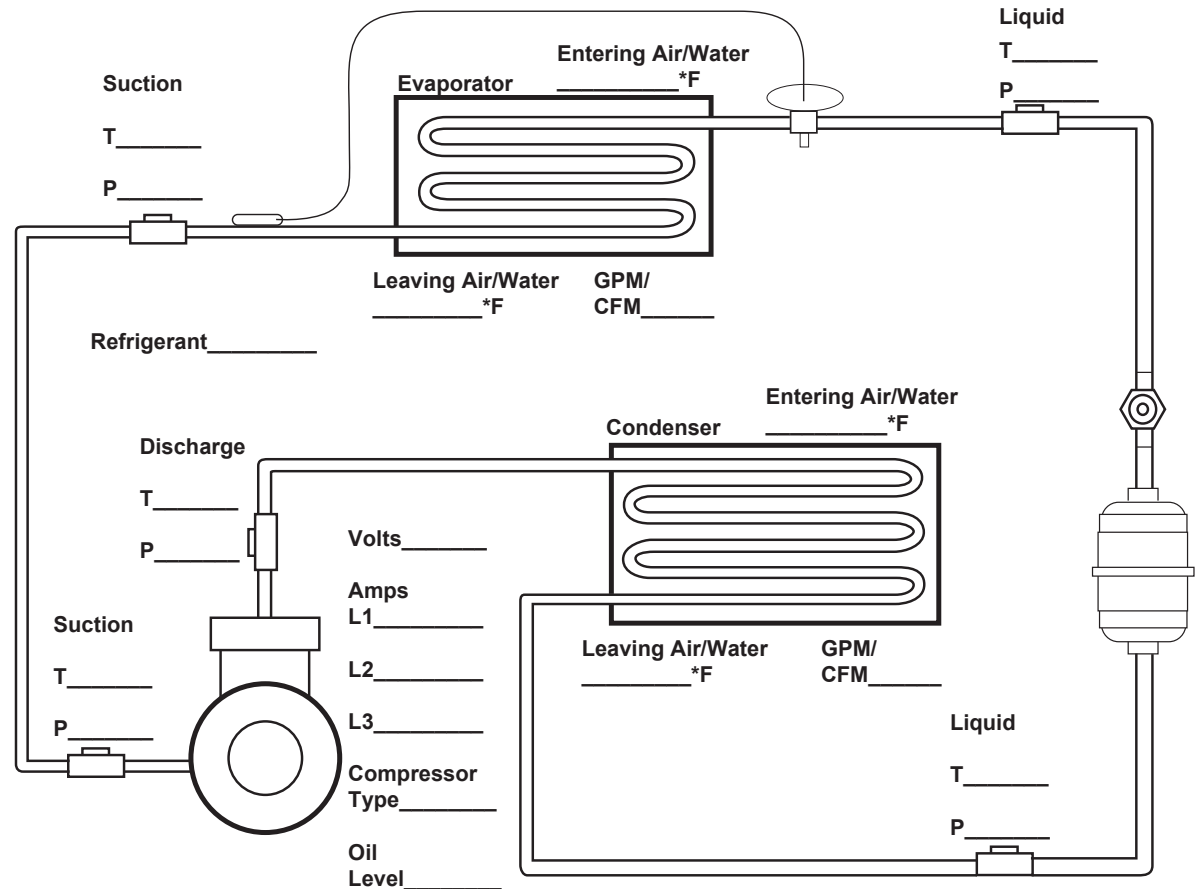 Liquid
T_______
P_______
Entering Air/Water
__________*F
Evaporator
Suction
T_______
P_______
Leaving Air/Water
_________*F
GPM/
CFM______
Refrigerant_________
Entering Air/Water
__________*F
Condenser
Discharge
T_______
P_______
Volts_______
Amps
L1_________
L2_________
L3_________
Compressor
Type________
Oil
Level________
Suction
T_______
P_______
Leaving Air/Water
_________*F
GPM/
CFM______
Liquid
T_______
P_______